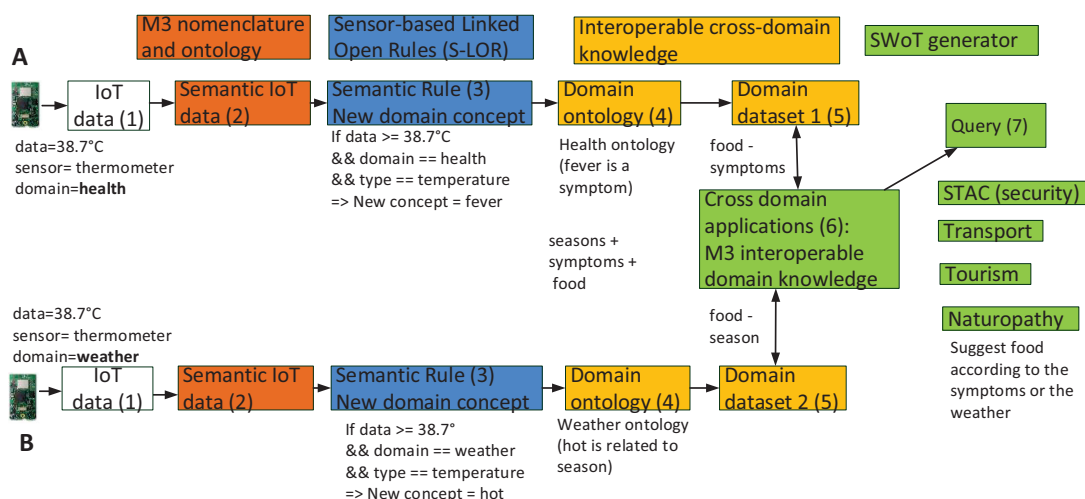 M3 nomenclature
and ontology
Sensor-based Linked
Open Rules (S-LOR)
Interoperable cross-domain
knowledge
SWoT generator
A
IoT
data (1)
Semantic IoT
data (2)
Semantic Rule (3)
New domain concept
Domain
ontology (4)
Domain
dataset 1 (5)
Query (7)
data=38.7°C
sensor= thermometer
domain=health
If data >= 38.7°C
&& domain == health
&& type == temperature
=> New concept = fever
Health ontology
(fever is a
symptom)
food -
symptoms
Cross domain
applications (6):
M3 interoperable
domain knowledge
STAC (security)
Transport
Tourism
Naturopathy
Suggest food
according to the
symptoms or the
weather
seasons +
symptoms +
food
food -
season
data=38.7°C
sensor= thermometer
domain=weather
IoT
data (1)
Semantic IoT
data (2)
Semantic Rule (3)
New domain concept
Domain
ontology (4)
Domain
dataset 2 (5)
B
If data >= 38.7°
&& domain == weather
&& type == temperature
=> New concept = hot
Weather ontology
(hot is related to
season)